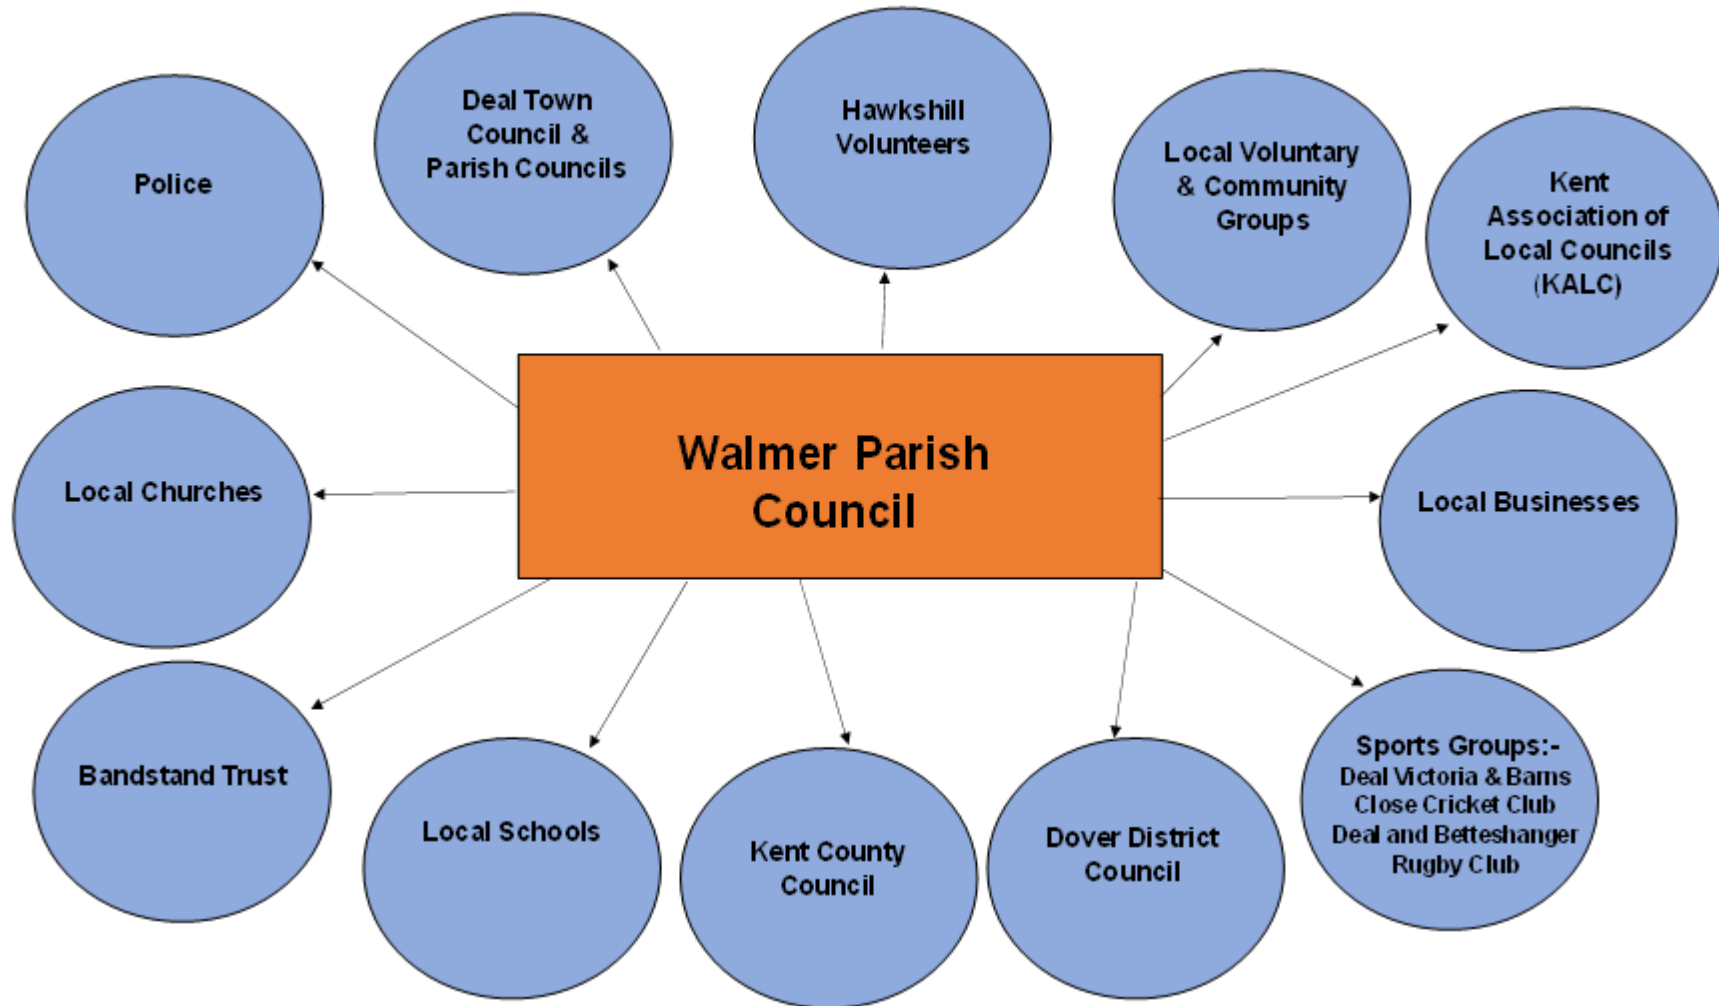 Police
Deal Town
Council &
Parish Councils
Hawkshill
Volunteers
Local Voluntary
& Community
Groups
Kent
Association of
Local Councils
(KALC)
Walmer Parish
Council
Local Churches
Local Businesses
Bandstand Trust
Local Schools
Kent County
Council
Dover District
Council
Sports Groups:-
Deal Victoria & Barns
Close Cricket Club
Deal and Betteshanger
Rugby Club